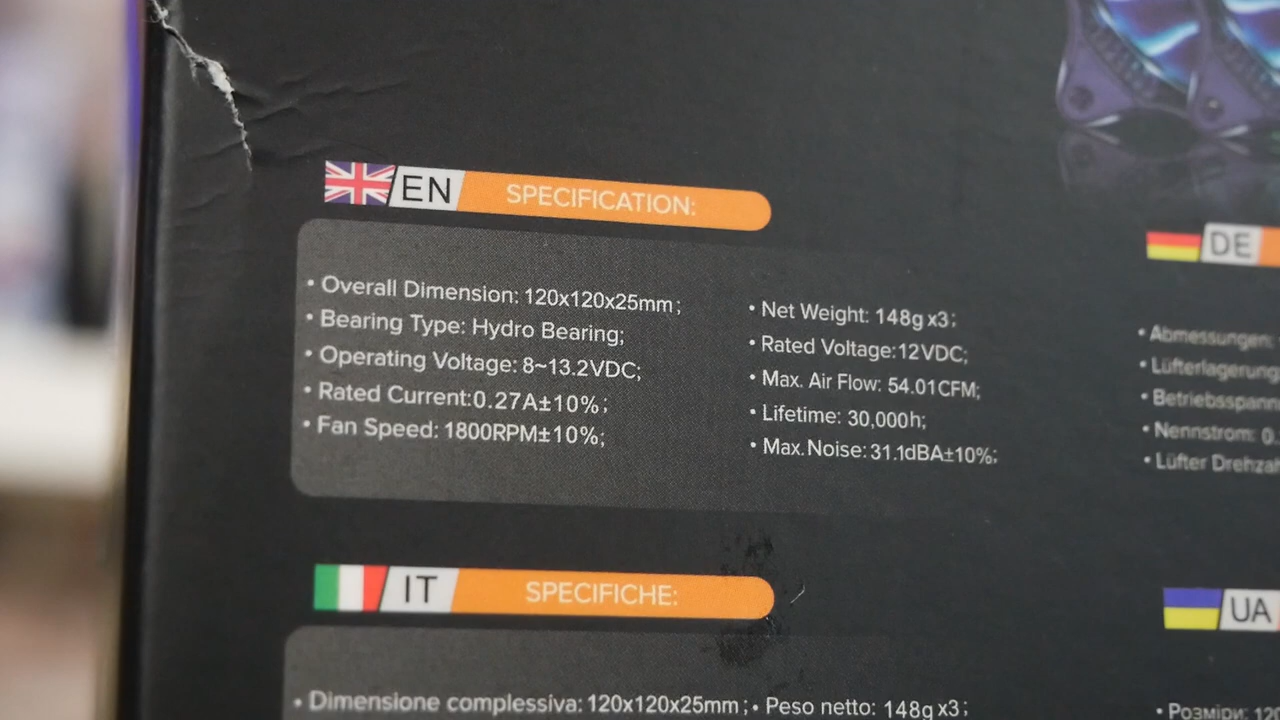 EN SPECIFICATION:
• Overall Dimension: 120x120x25mm;
• Bearing Type: Hydro Bearing;
• Operating Voltage: 8~13.2VDC;
• Rated Current:0.27A±10%;
• Fan Speed: 1800RPM±10%;
• Net Weight: 148g x3;
• Rated Voltage:12VDC;
• Max. Air Flow: 54.01CFM;
• Lifetime: 30,000h;
• Max.Noise:31.1dBA±10%;
DE
• Abmessungen:
• Lüfterlagerung
• Betriebsspann
• Nennstrom: 0.
• Lüfter Drehzal
IT SPECIFICHE:
• Dimensione complessiva: 120x120x25mm; • Peso netto: 148g x3;
UA
• Розміри: 120